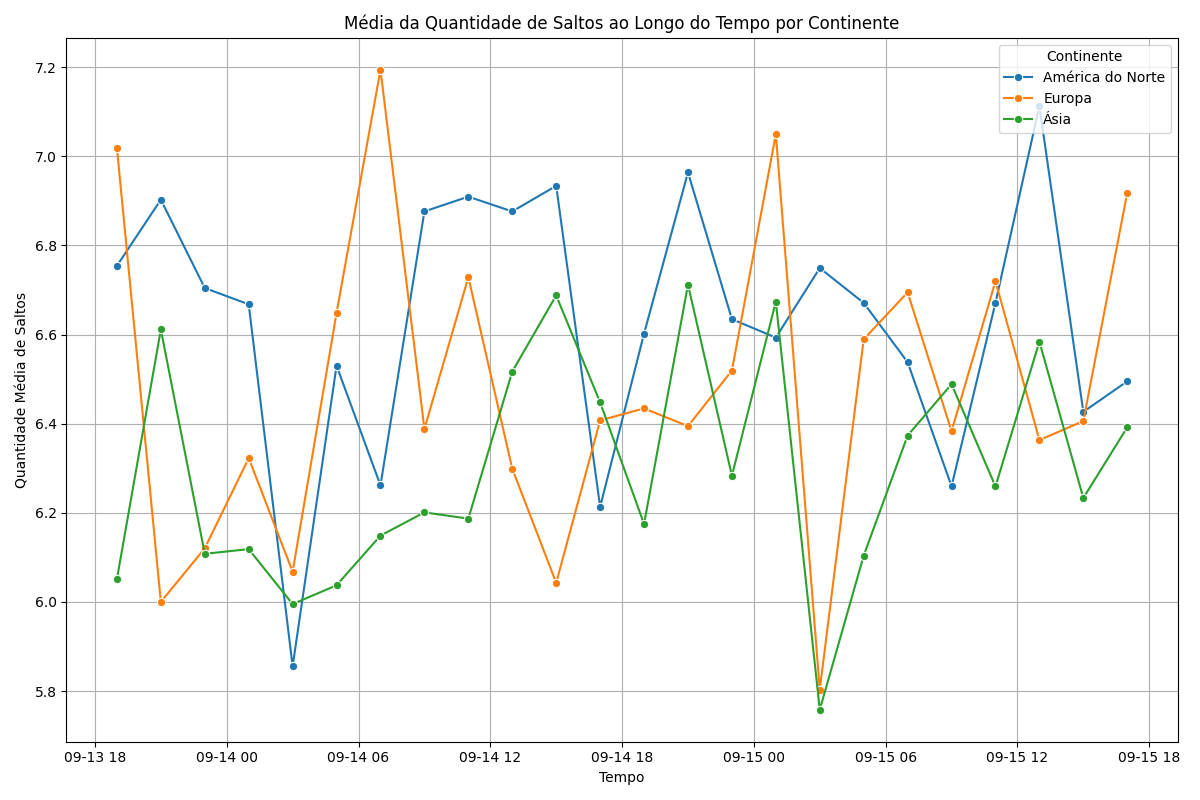 Média da Quantidade de Saltos ao Longo do Tempo por Continente
Continente
América do Norte
Europa
Ásia
Quantidade Média de Saltos
7.2
7.0
6.8
6.6
6.4
6.2
6.0
5.8
09-13 18
09-14 00
09-14 06
09-14 12
09-14 18
09-15 00
09-15 06
09-15 12
09-15 18
Tempo